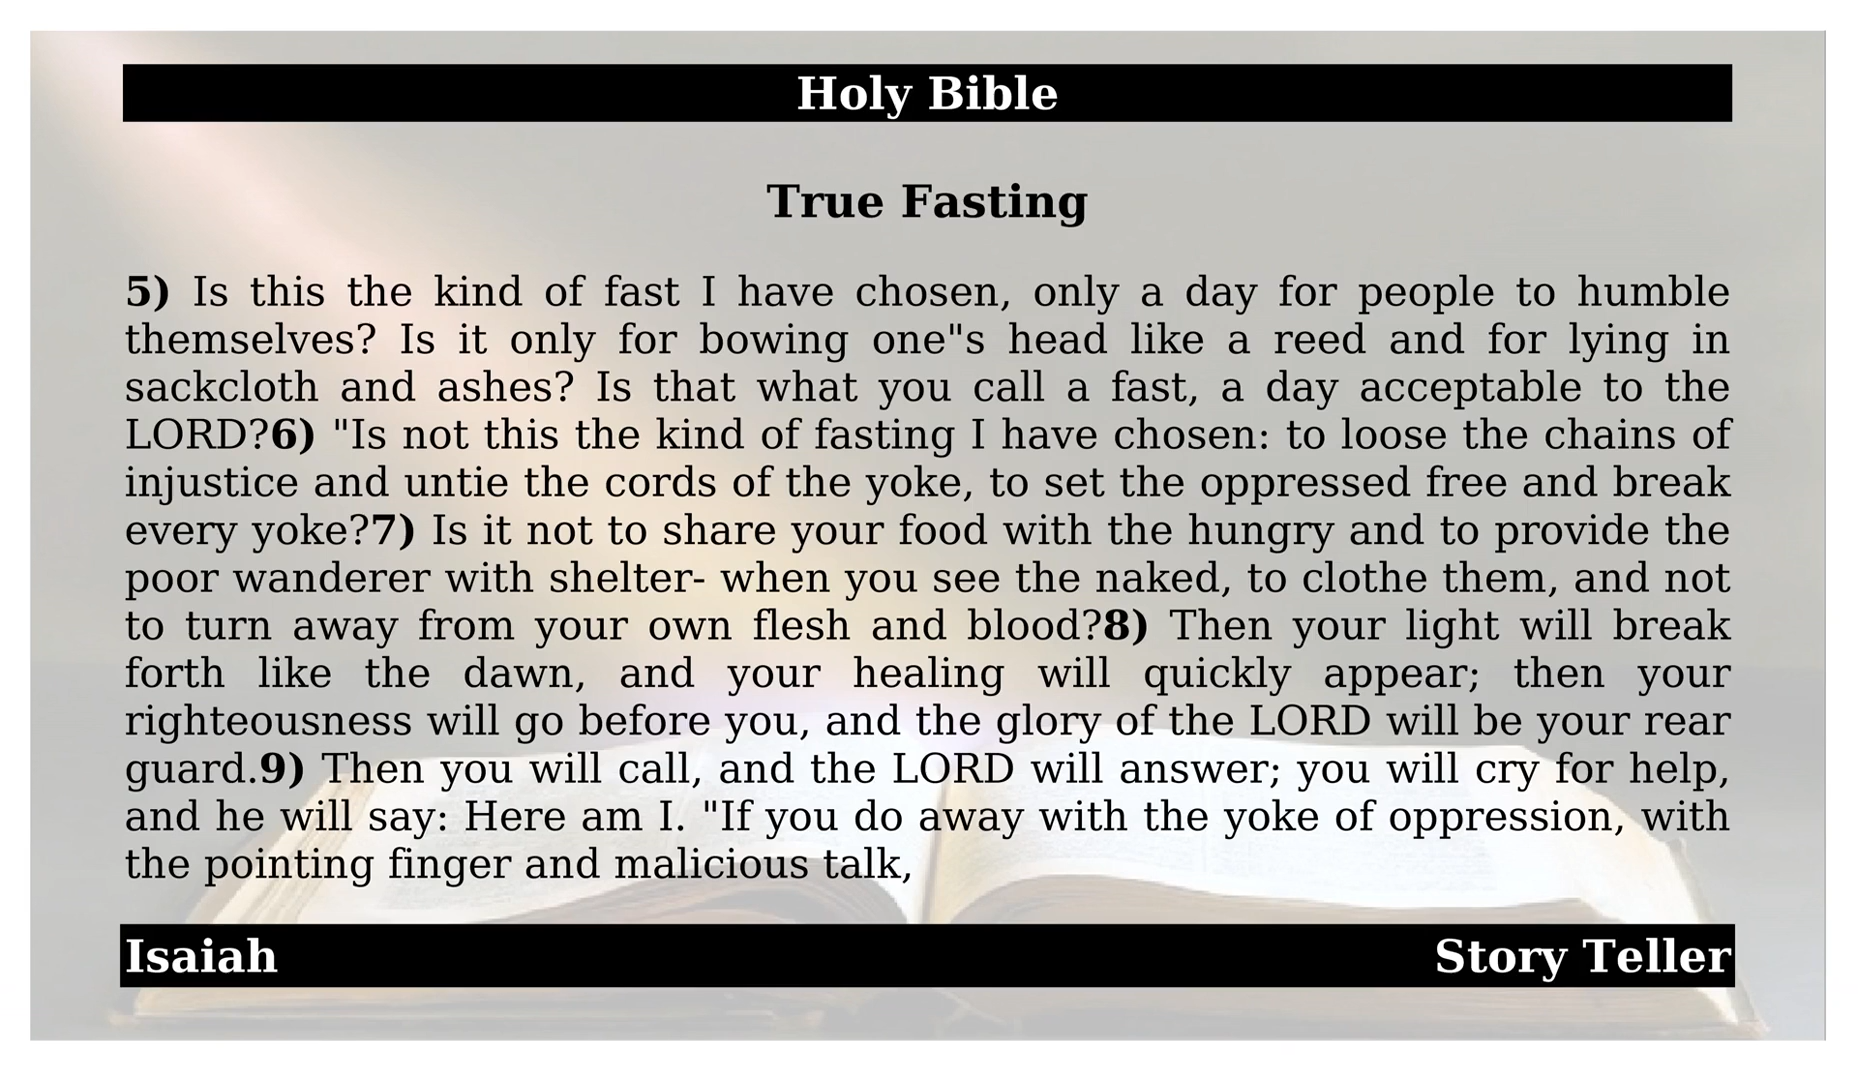 Holy Bible
True Fasting
5) Is this the kind of fast I have chosen, only a day for people to humble
themselves? Is it only for bowing one"s head like a reed and for lying in
sackcloth and ashes? Is that what you call a fast, a day acceptable to the
LORD?6) "Is not this the kind of fasting I have chosen: to loose the chains of
injustice and untie the cords of the yoke, to set the oppressed free and break
every yoke?7) Is it not to share your food with the hungry and to provide the
poor wanderer with shelter- when you see the naked, to clothe them, and not
to turn away from your own flesh and blood?8) Then your light will break
forth like the dawn, and your healing will quickly appear; then your
righteousness will go before you, and the glory of the LORD will be your rear
guard.9) Then you will call, and the LORD will answer; you will cry for help,
and he will say: Here am I. "If you do away with the yoke of oppression, with
the pointing finger and malicious talk,
Isaiah
Story Teller